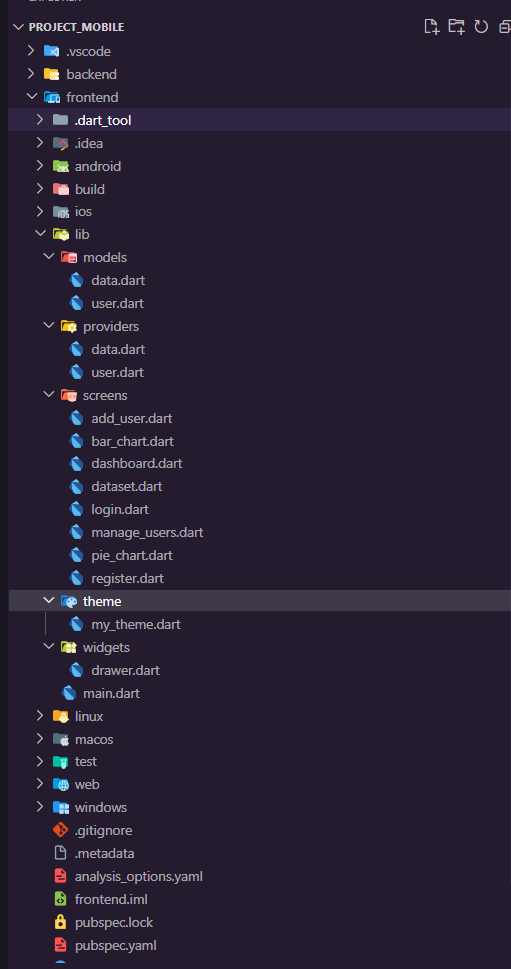 PROJECT_MOBILE
.vscode
backend
frontend
.dart_tool
.idea
android
build
ios
lib
models
data.dart
user.dart
providers
data.dart
user.dart
screens
add_user.dart
bar_chart.dart
dashboard.dart
dataset.dart
login.dart
manage_users.dart
pie_chart.dart
register.dart
theme
my_theme.dart
widgets
drawer.dart
main.dart
linux
macos
test
web
windows
.gitignore
.metadata
analysis_options.yaml
frontend.iml
pubspec.lock
pubspec.yaml